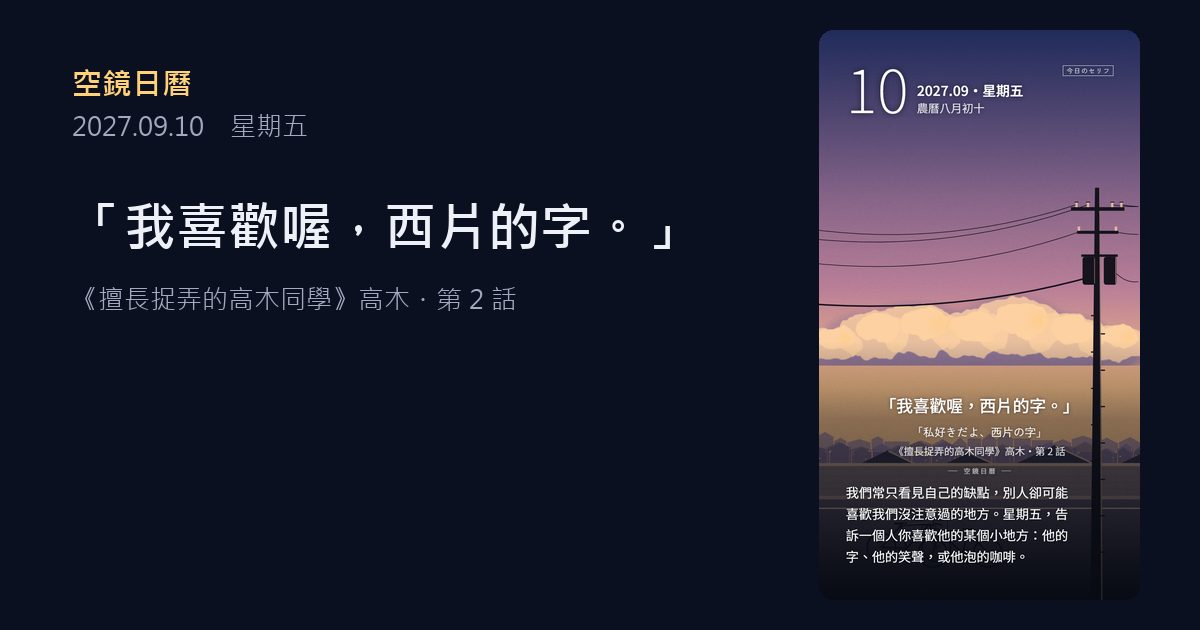 空鏡日曆
2027.09.10 星期五
「我喜歡喔，西片的字。」
《擅長捉弄的高木同學》高木・第 2 話
10
2027.09・星期五
農曆八月初十
今日のセリフ
「我喜歡喔，西片的字。」
「私好きだよ、西片の字」
《擅長捉弄的高木同學》高木・第 2 話
— 空鏡日曆 —
我們常只看見自己的缺點，別人卻可能
喜歡我們沒注意過的地方。星期五，告
訴一個人你喜歡他的某個小地方：他的
字、他的笑聲，或他泡的咖啡。